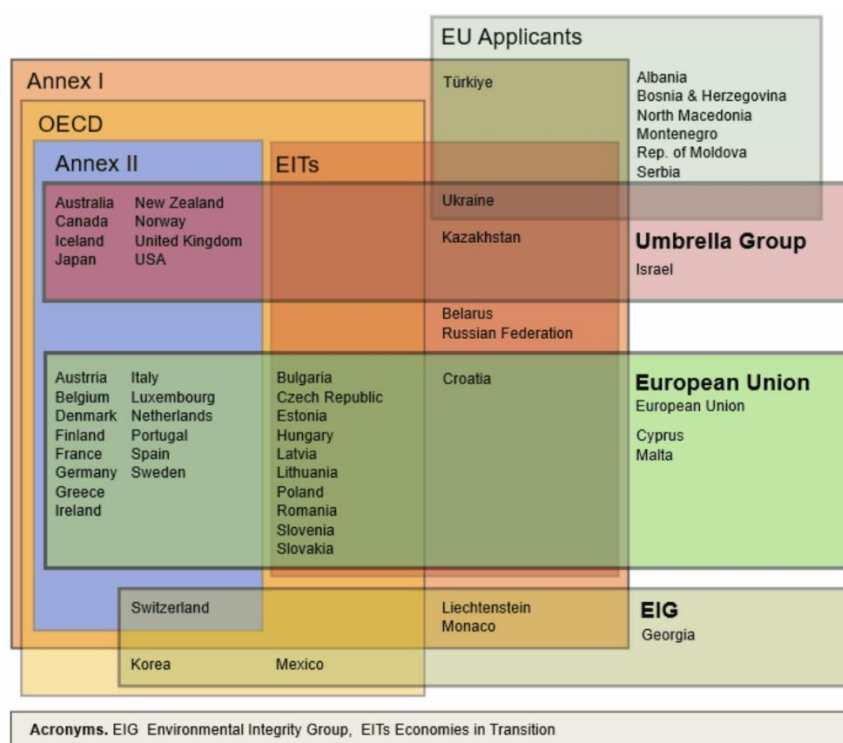 EU Applicants
Annex I
Türkiye
Albania
Bosnia & Herzegovina
North Macedonia
Montenegro
Rep. of Moldova
Serbia
OECD
Annex II
EITs
Australia New Zealand
Canada Norway
Iceland United Kingdom
Japan USA
Ukraine
Kazakhstan
Umbrella Group
Israel
Belarus
Russian Federation
Austrria Italy
Belgium Luxembourg
Denmark Netherlands
Finland Portugal
France Spain
Germany Sweden
Greece
Ireland
Bulgaria
Czech Republic
Estonia
Hungary
Latvia
Lithuania
Poland
Romania
Slovenia
Slovakia
Croatia
European Union
European Union
Cyprus
Malta
Switzerland
Liechtenstein
Monaco
EIG
Georgia
Korea
Mexico
Acronyms. EIG Environmental Integrity Group, EITs Economies in Transition